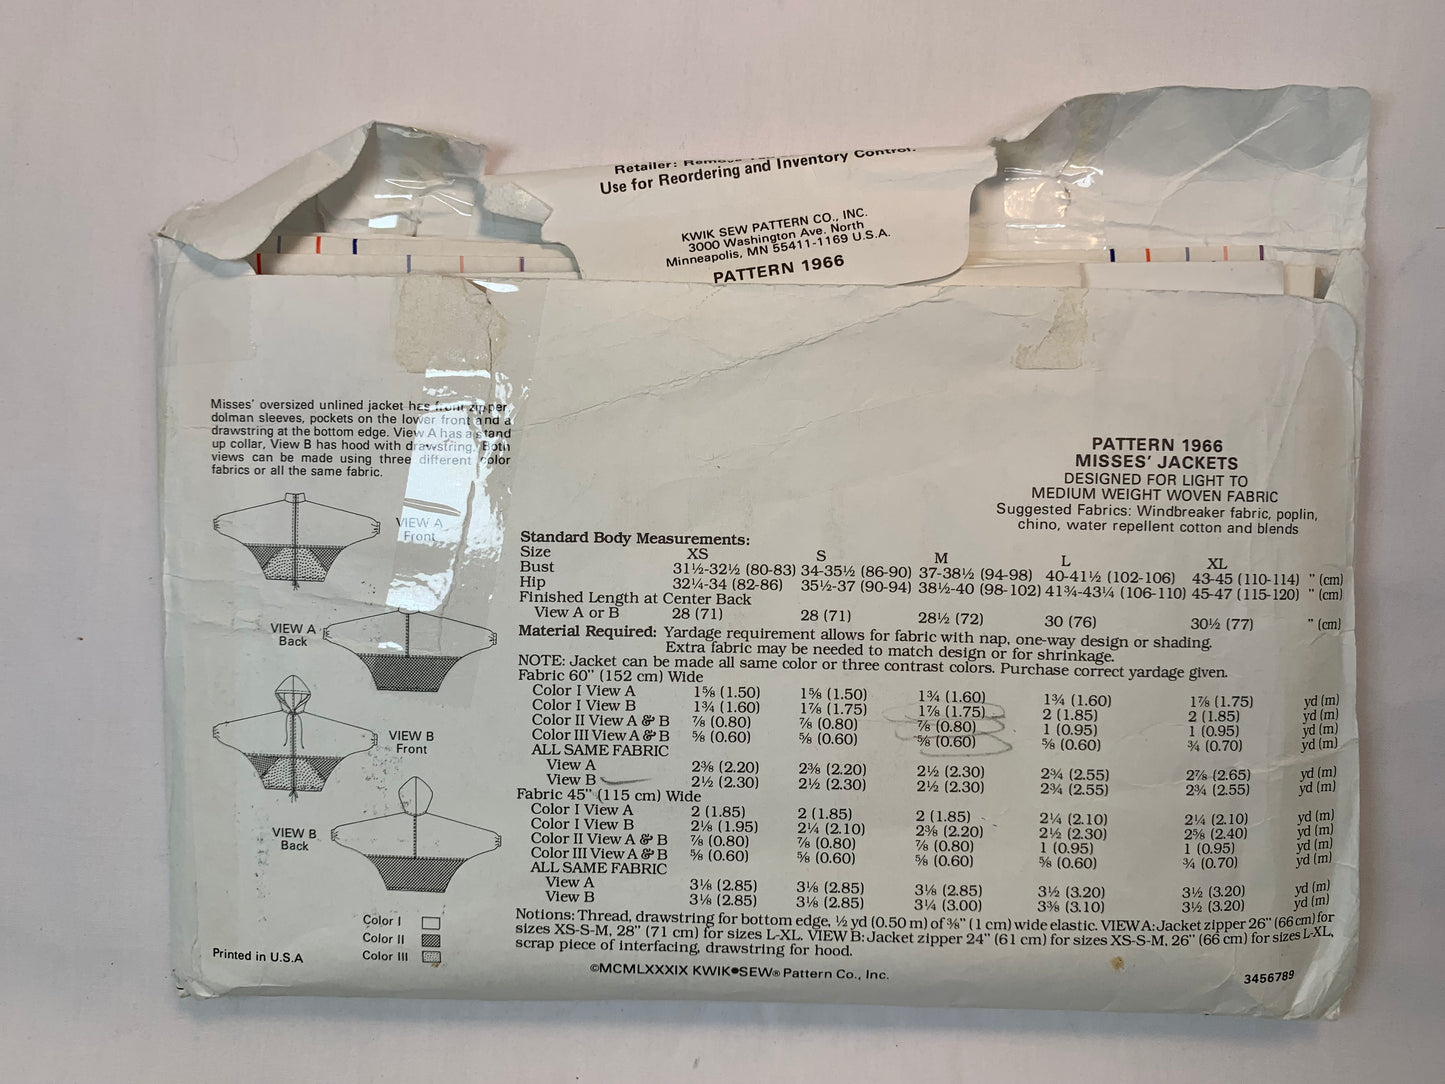 Retailer:
Use for Reordering and Inventory Control.
KWIK SEW PATTERN CO., INC.
3000 Washington Ave. North
Minneapolis, MN 55411-1169 U.S.A.
PATTERN 1966
Misses' oversized unlined jacket has front zipper,
dolman sleeves, pockets on the lower front and a
drawstring at the bottom edge. View A has a stand
up collar, View B has hood with drawstring. Both
views can be made using three different color
fabrics or all the same fabric.
VIEW A
Front
VIEW A
Back
VIEW B
Front
VIEW B
Back
Color I
Color II
Color III
Printed in U.S.A
PATTERN 1966
MISSES' JACKETS
DESIGNED FOR LIGHT TO
MEDIUM WEIGHT WOVEN FABRIC
Suggested Fabrics: Windbreaker fabric, poplin,
chino, water repellent cotton and blends
Standard Body Measurements:
Size XS S M L XL
Bust 31½-32½ (80-83) 34-35½ (86-90) 37-38½ (94-98) 40-41½ (102-106) 43-45 (110-114) " (cm)
Hip 32¼-34 (82-86) 35½-37 (90-94) 38½-40 (98-102) 41¾-43¼ (106-110) 45-47 (115-120) " (cm)
Finished Length at Center Back
View A or B 28 (71) 28 (71) 28½ (72) 30 (76) 30½ (77) " (cm)
Material Required: Yardage requirement allows for fabric with nap, one-way design or shading.
Extra fabric may be needed to match design or for shrinkage.
NOTE: Jacket can be made all same color or three contrast colors. Purchase correct yardage given.
Fabric 60" (152 cm) Wide
Color I View A 1⅝ (1.50) 1⅝ (1.50) 1¾ (1.60) 1¾ (1.60) 1⅞ (1.75) yd (m)
Color I View B 1¾ (1.60) 1⅞ (1.75) 1⅞ (1.75) 2 (1.85) 2 (1.85) yd (m)
Color II View A & B ⅞ (0.80) ⅞ (0.80) ⅞ (0.80) 1 (0.95) 1 (0.95) yd (m)
Color III View A & B ⅝ (0.60) ⅝ (0.60) ⅝ (0.60) ⅝ (0.60) ¾ (0.70) yd (m)
ALL SAME FABRIC
View A 2⅜ (2.20) 2⅜ (2.20) 2½ (2.30) 2¾ (2.55) 2⅞ (2.65) yd (m)
View B 2½ (2.30) 2½ (2.30) 2½ (2.30) 2¾ (2.55) 2¾ (2.55) yd (m)
Fabric 45" (115 cm) Wide
Color I View A 2 (1.85) 2 (1.85) 2 (1.85) 2¼ (2.10) 2¼ (2.10) yd (m)
Color I View B 2⅛ (1.95) 2¼ (2.10) 2⅜ (2.20) 2½ (2.30) 2⅝ (2.40) yd (m)
Color II View A & B ⅞ (0.80) ⅞ (0.80) ⅞ (0.80) 1 (0.95) 1 (0.95) yd (m)
Color III View A & B ⅝ (0.60) ⅝ (0.60) ⅝ (0.60) ⅝ (0.60) ¾ (0.70) yd (m)
ALL SAME FABRIC
View A 3⅛ (2.85) 3⅛ (2.85) 3⅛ (2.85) 3½ (3.20) 3½ (3.20) yd (m)
View B 3⅛ (2.85) 3⅛ (2.85) 3¼ (3.00) 3⅜ (3.10) 3½ (3.20) yd (m)
Notions: Thread, drawstring for bottom edge, ½ yd (0.50 m) of ⅜" (1 cm) wide elastic. VIEW A: Jacket zipper 26" (66 cm) for
sizes XS-S-M, 28" (71 cm) for sizes L-XL. VIEW B: Jacket zipper 24" (61 cm) for sizes XS-S-M, 26" (66 cm) for sizes L-XL,
scrap piece of interfacing, drawstring for hood.
©MCMLXXXIX KWIK•SEW® Pattern Co., Inc.
3456789